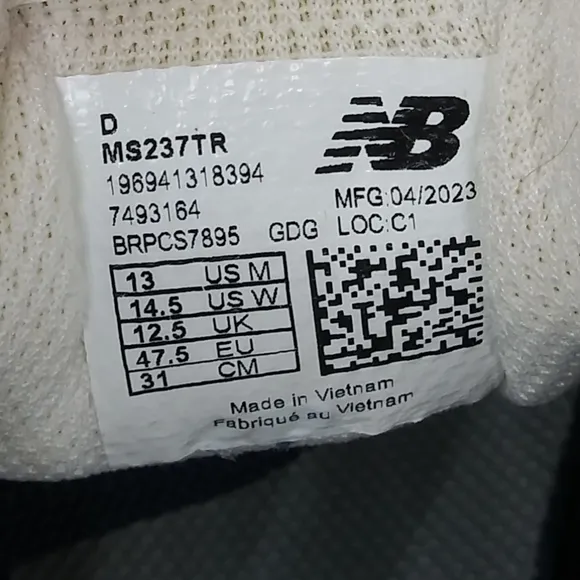 D
MS237TR
196941318394
7493164
BRPCS7895 GDG
NB
MFG:04/2023
LOC:C1
13 US M
14.5 US W
12.5 UK
47.5 EU
31 CM
Made in Vietnam
Fabriqué au Vietnam